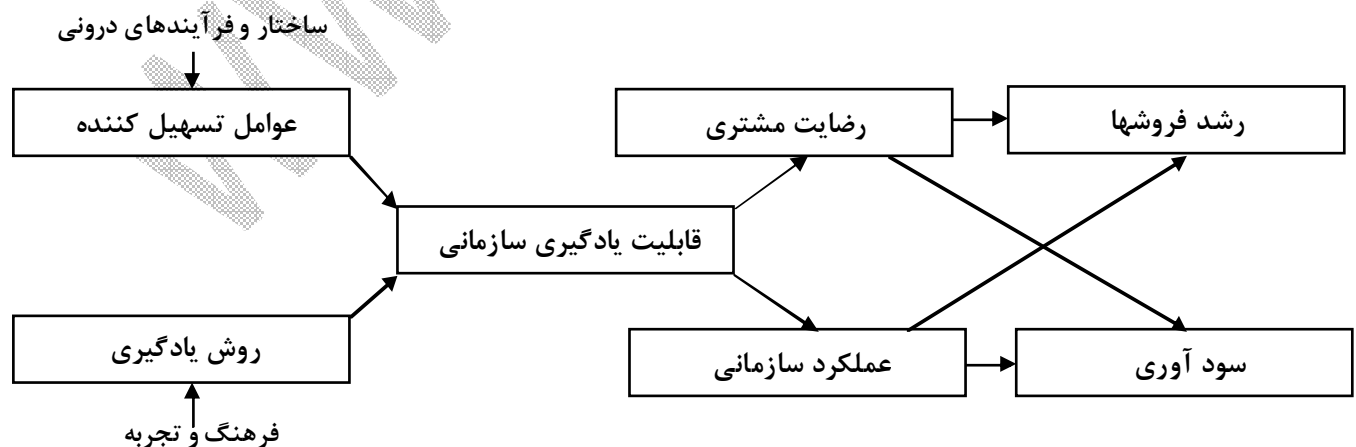 ساختار و فرآیندهای درونی
عوامل تسهیل کننده
رضایت مشتری
رشد فروشها
قابلیت یادگیری سازمانی
روش یادگیری
عملکرد سازمانی
سود آوری
فرهنگ و تجربه